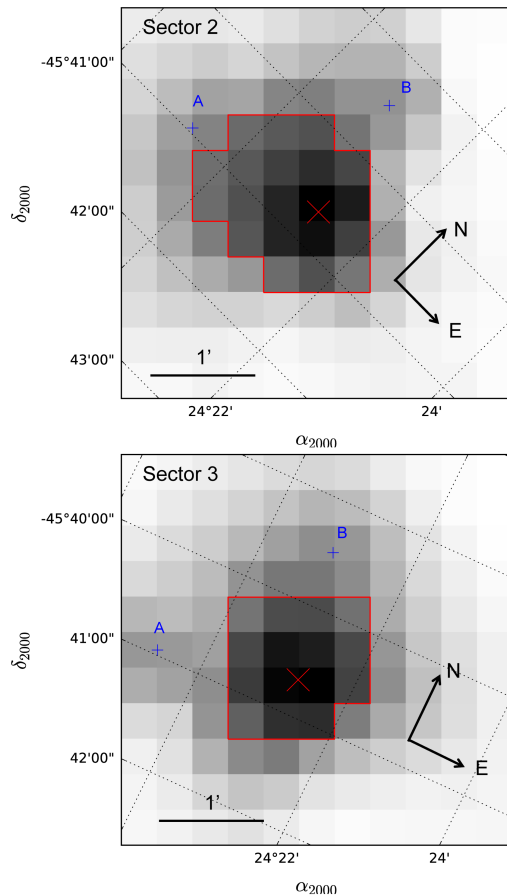 Sector 2
-45°41'00"
A
B
δ2000
42'00"
N
E
43'00"
1'
24°22'
24'
α2000
Sector 3
-45°40'00"
B
A
41'00"
δ2000
N
E
42'00"
1'
24°22'
24'
α2000